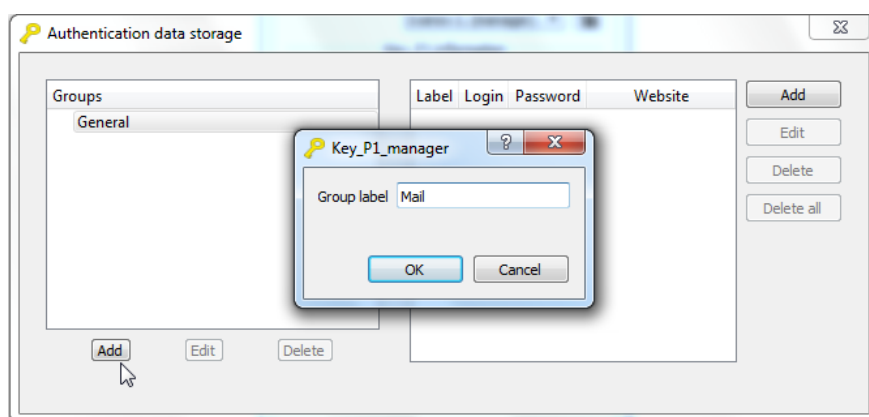 Authentication data storage
Groups
General
Label Login Password Website
Add
Edit
Delete
Delete all
Key_P1_manager
Group label Mail
OK Cancel
Add Edit Delete